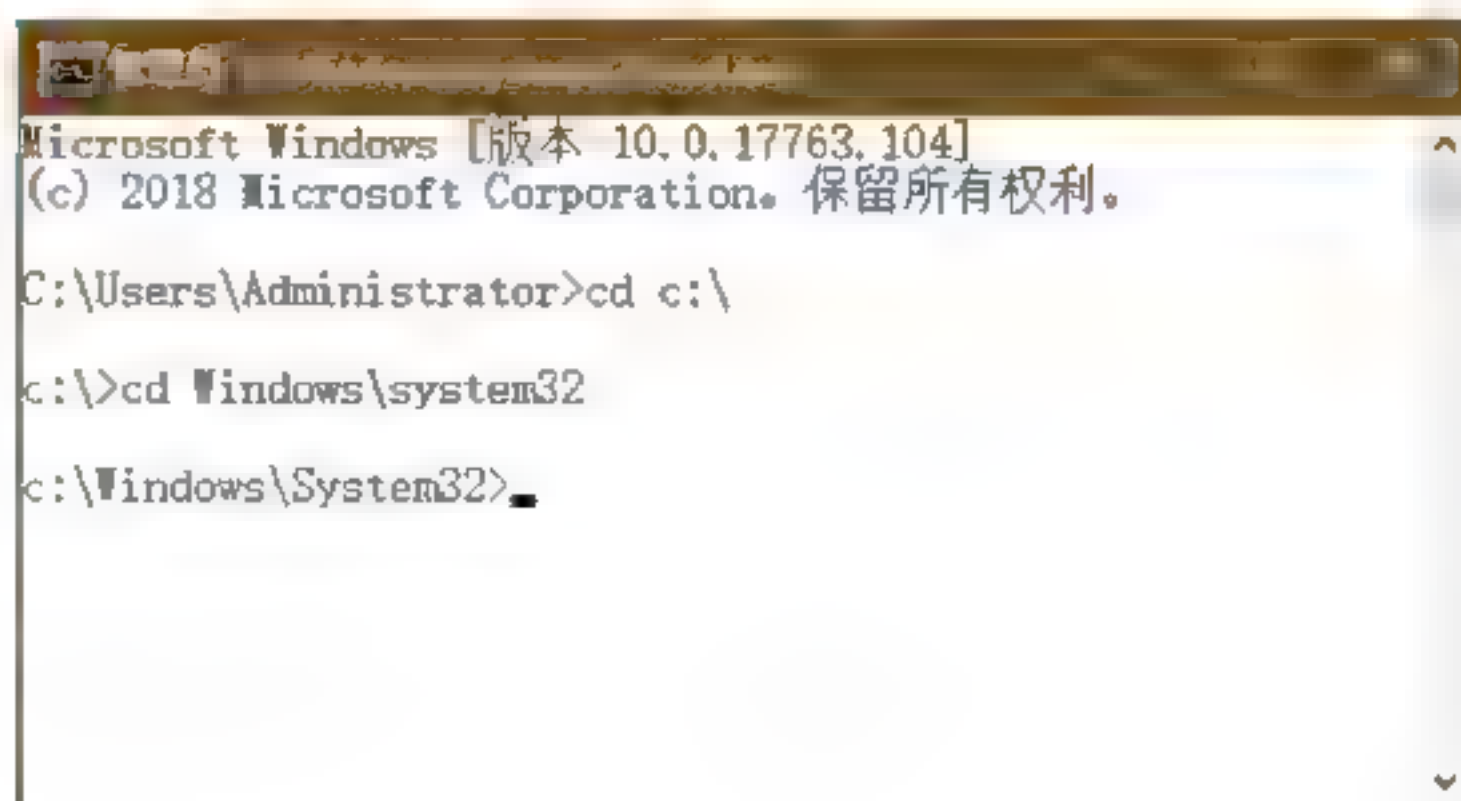 Microsoft Windows [版本 10.0.17763.104]
(c) 2018 Microsoft Corporation。保留所有权利。
C:\Users\Administrator>cd c:\
c:\>cd Windows\system32
c:\Windows\System32>